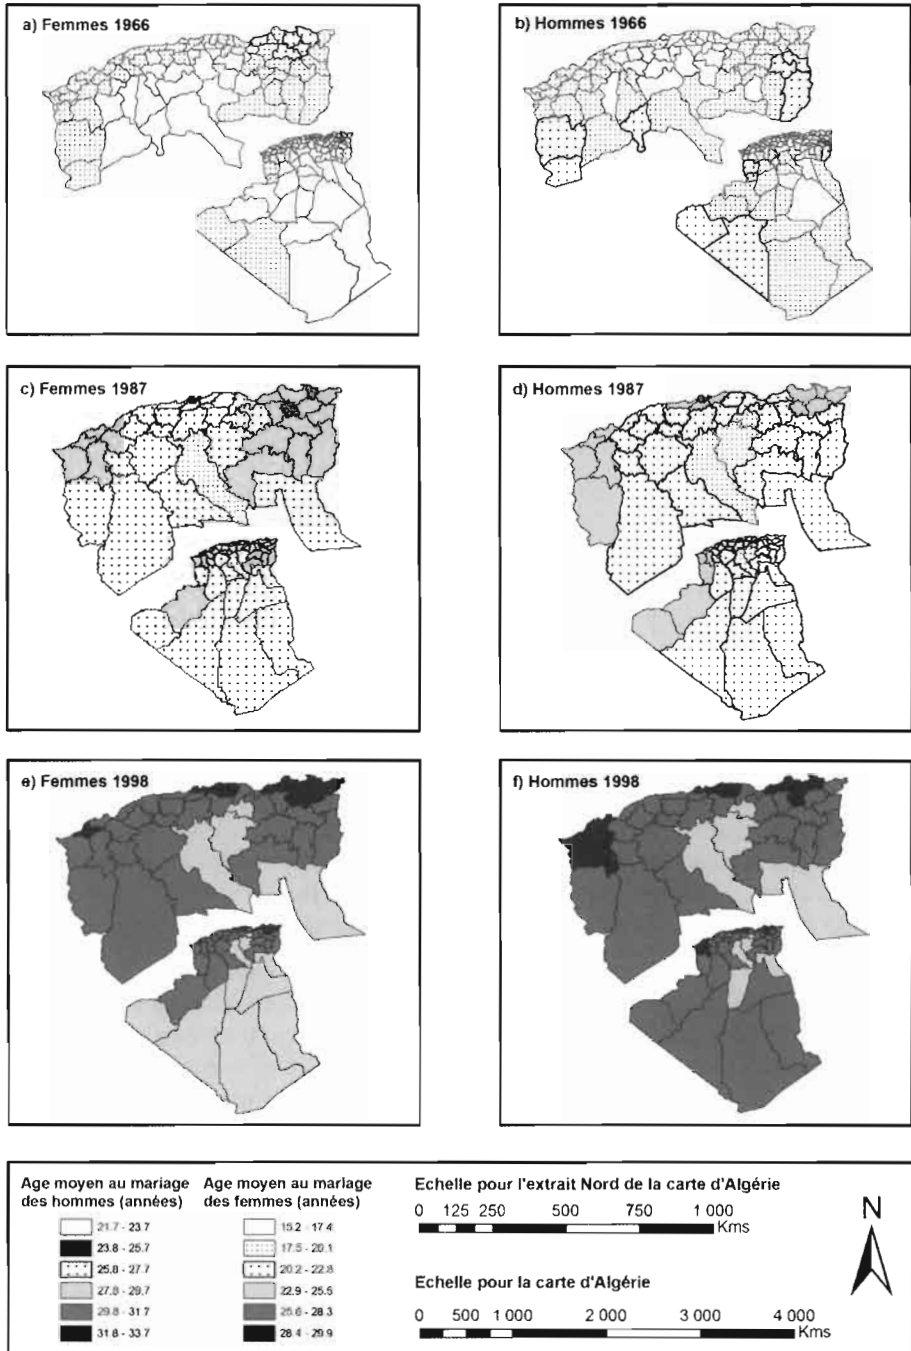 a) Femmes 1966
b) Hommes 1966
c) Femmes 1987
d) Hommes 1987
e) Femmes 1998
f) Hommes 1998
Age moyen au mariage
des hommes (années)
21.7 - 23.7
23.8 - 25.7
25.8 - 27.7
27.8 - 29.7
29.8 - 31.7
31.8 - 33.7
Age moyen au mariage
des femmes (années)
15.2 - 17.4
17.5 - 20.1
20.2 - 22.8
22.9 - 25.5
25.6 - 28.3
28.4 - 29.9
Echelle pour l'extrait Nord de la carte d'Algérie
0 125 250 500 750 1 000
Kms
Echelle pour la carte d'Algérie
0 500 1 000 2 000 3 000 4 000
Kms
N